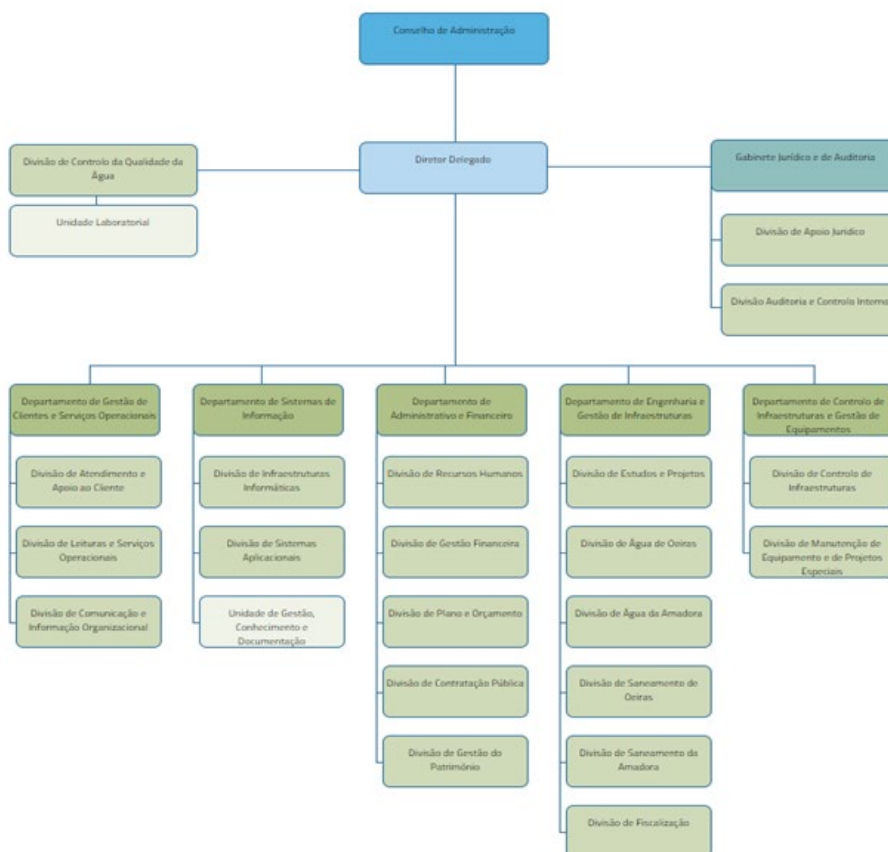 Conselho de Administração
Divisão de Controlo da Qualidade da
Água
Diretor Delegado
Gabinete Jurídico e de Auditoria
Unidade Laboratorial
Divisão de Apoio Jurídico
Divisão Auditoria e Controlo Interno
Departamento de Gestão de
Clientes e Serviços Operacionais
Departamento de Sistemas de
Informação
Departamento de
Administrativo e Financeiro
Departamento de Engenharia e
Gestão de Infraestruturas
Departamento de Controlo de
Infraestruturas e Gestão de
Equipamentos
Divisão de Atendimento e
Apoio ao Cliente
Divisão de Infraestruturas
Informáticas
Divisão de Recursos Humanos
Divisão de Estudos e Projetos
Divisão de Controlo de
Infraestruturas
Divisão de Leituras e Serviços
Operacionais
Divisão de Sistemas
Aplicacionais
Divisão de Gestão Financeira
Divisão de Água de Oeiras
Divisão de Manutenção de
Equipamento e de Projetos
Especiais
Divisão de Comunicação e
Informação Organizacional
Unidade de Gestão,
Conhecimento e
Documentação
Divisão de Plano e Orçamento
Divisão de Água da Amadora
Divisão de Contratação Pública
Divisão de Saneamento de
Oeiras
Divisão de Gestão do
Património
Divisão de Saneamento da
Amadora
Divisão de Fiscalização